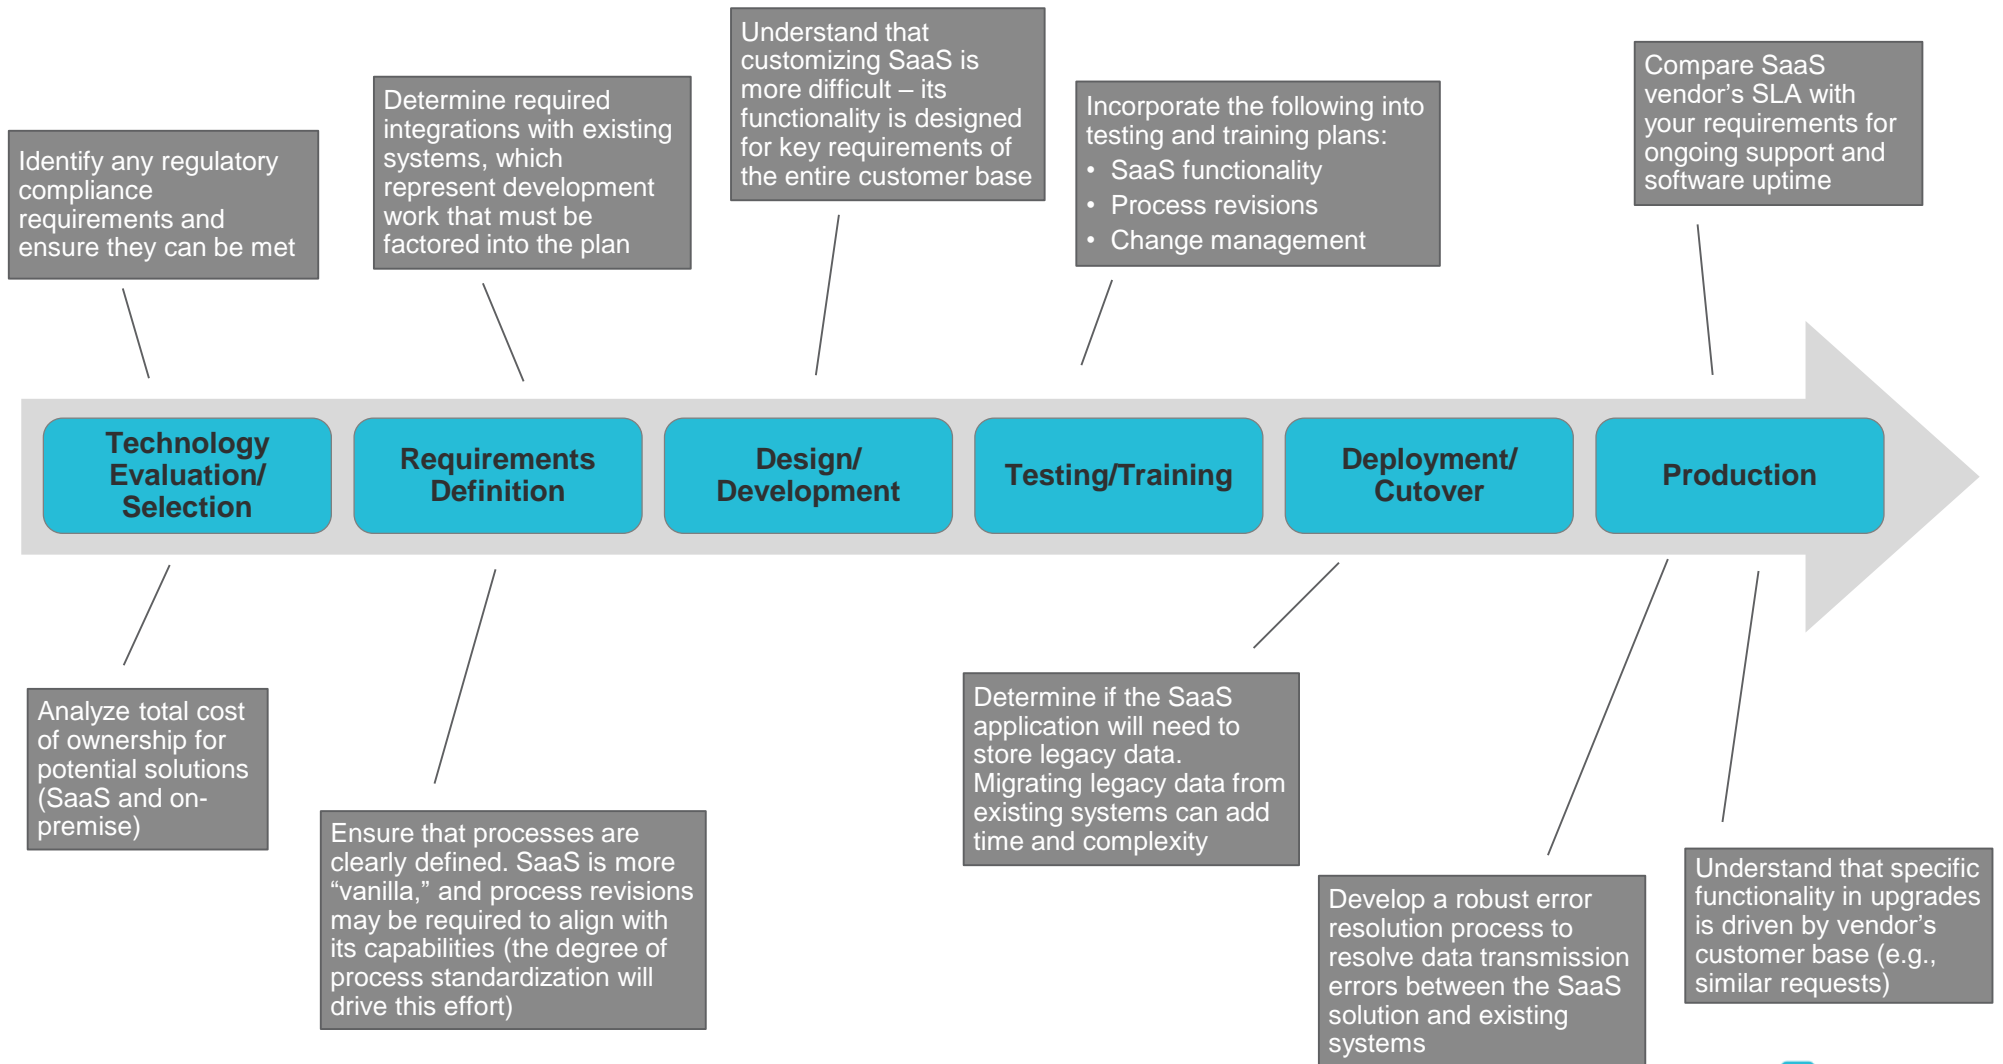 Identify any regulatory
compliance
requirements and
ensure they can be met
Determine required
integrations with existing
systems, which
represent development
work that must be
factored into the plan
Understand that
customizing SaaS is
more difficult – its
functionality is designed
for key requirements of
the entire customer base
Incorporate the following into
testing and training plans:
• SaaS functionality
• Process revisions
• Change management
Compare SaaS
vendor’s SLA with
your requirements for
ongoing support and
software uptime
Technology
Evaluation/
Selection
Requirements
Definition
Design/
Development
Testing/Training
Deployment/
Cutover
Production
Analyze total cost
of ownership for
potential solutions
(SaaS and on-
premise)
Ensure that processes are
clearly defined. SaaS is more
“vanilla,” and process revisions
may be required to align with
its capabilities (the degree of
process standardization will
drive this effort)
Determine if the SaaS
application will need to
store legacy data.
Migrating legacy data from
existing systems can add
time and complexity
Develop a robust error
resolution process to
resolve data transmission
errors between the SaaS
solution and existing
systems
Understand that specific
functionality in upgrades
is driven by vendor’s
customer base (e.g.,
similar requests)